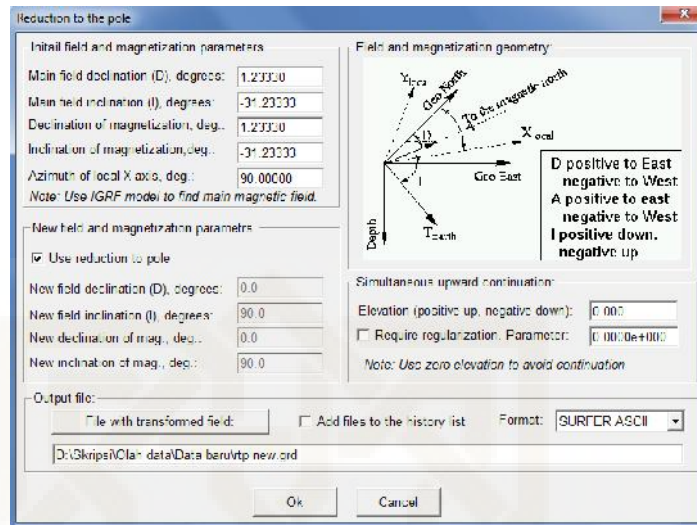 Reduction to the pole
Initail field and magnetization parameters
Main field declination (D), degrees: 1.23330
Main field inclination (I), degrees: -31.23333
Declination of magnetization, deg.: 1.23330
Inclination of magnetization, deg.: -31.23333
Azimuth of local X axis, deg.: 90.00000
Note: Use IGRF model to find main magnetic field.
New field and magnetization parametrs
Use reduction to pole
New field declination (D), degrees: 0.0
New field inclination (I), degrees: 90.0
New declination of mag., deg.: 0.0
New inclination of mag., deg.: 90.0
Field and magnetization geometry:
Y local
Geo North
To the magnetic north
A
D
X local
I
Geo East
Depth
T Earth
D positive to East
negative to West
A positive to east
negative to West
I positive down.
negative up
Simultaneous upward continuation:
Elevation (positive up, negative down): 0.000
Require regularization. Parameter: 0.0000e+000
Note: Use zero elevation to avoid continuation
Output file:
File with transformed field:
Add files to the history list
Format: SURFER ASCII
D:\Skripsi\Olah data\Data baru\rtp new.grd
Ok
Cancel